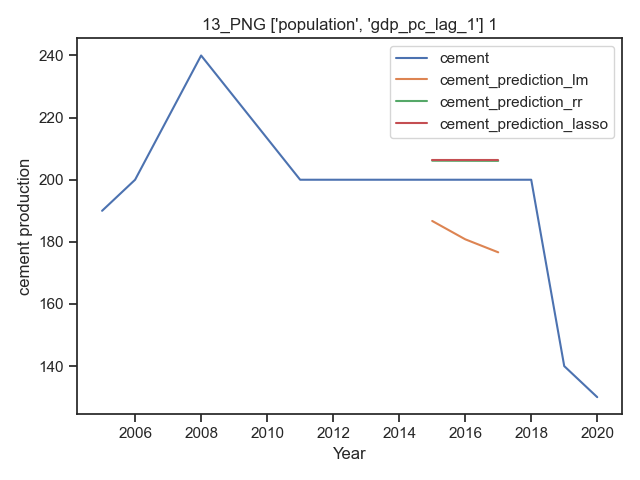 13_PNG ['population', 'gdp_pc_lag_1'] 1
cement
cement_prediction_lm
cement_prediction_rr
cement_prediction_lasso
240
220
200
180
160
140
cement production
2006 2008 2010 2012 2014 2016 2018 2020
Year